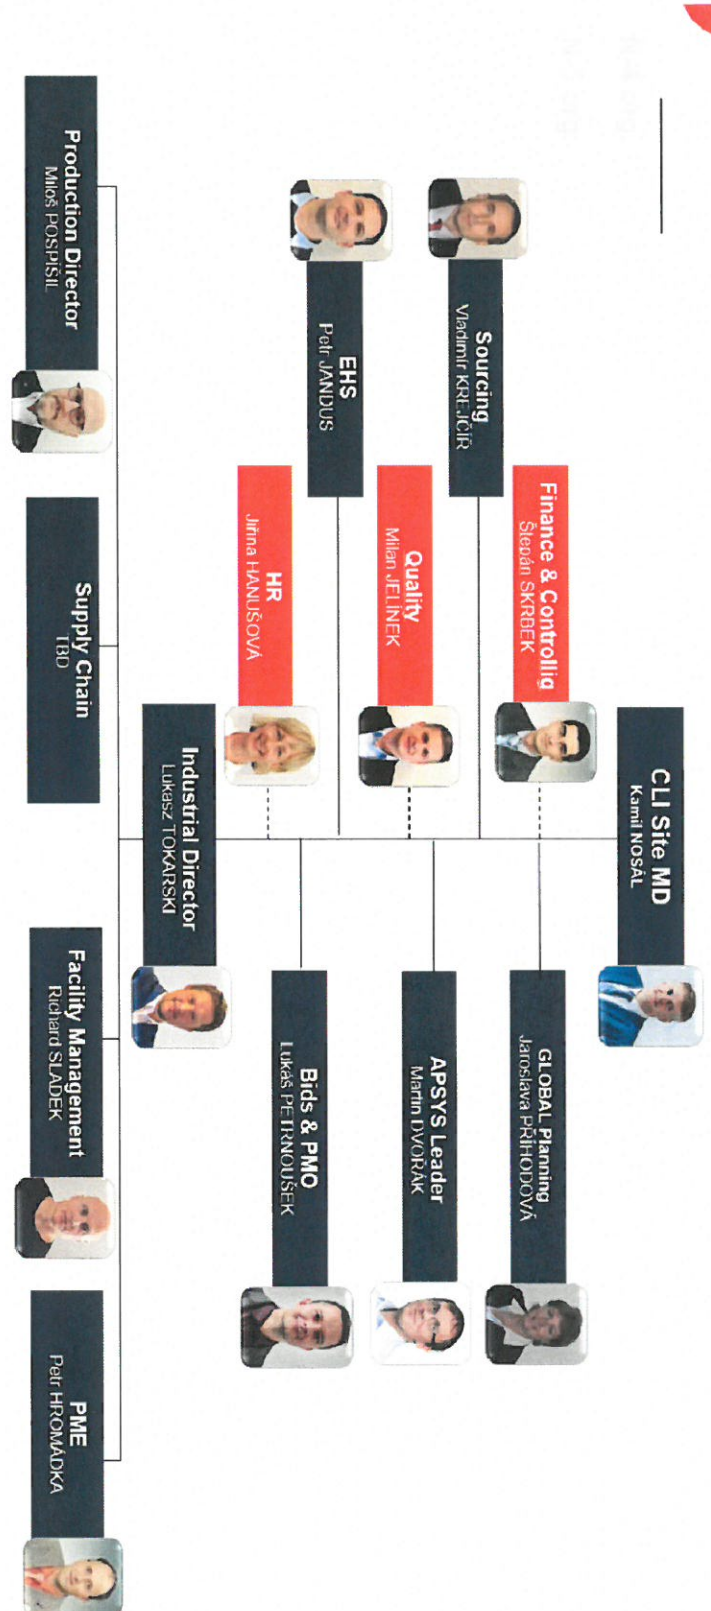 CLI Site MD
Kamil NOSÁL
Finance & Controllig
Štěpán SKRBEK
GLOBAL Planning
Jaroslava PŘÍHODOVÁ
Sourcing
Vladimír KREJČÍŘ
Quality
Milan JELÍNEK
APSYS Leader
Martin DVOŘÁK
EHS
Petr JANDUS
HR
Jiřina HANUŠOVÁ
Bids & PMO
Lukáš PETRNOUŠEK
Industrial Director
Lukasz TOKARSKI
Production Director
Miloš POSPÍŠIL
Supply Chain
TBD
Facility Management
Richard SLADEK
PME
Petr HROMÁDKA